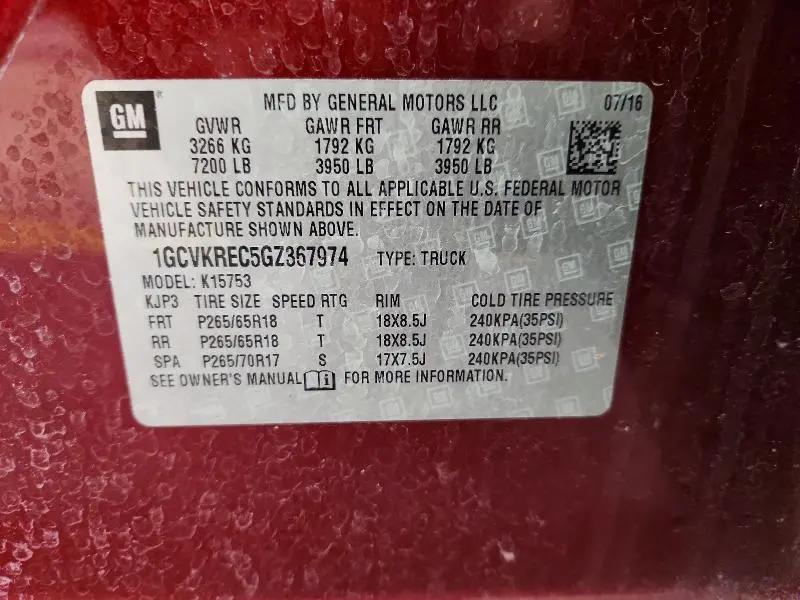 GM
MFD BY GENERAL MOTORS LLC 07/16
GVWR GAWR FRT GAWR RR
3266 KG 1792 KG 1792 KG
7200 LB 3950 LB 3950 LB
THIS VEHICLE CONFORMS TO ALL APPLICABLE U.S. FEDERAL MOTOR
VEHICLE SAFETY STANDARDS IN EFFECT ON THE DATE OF
MANUFACTURE SHOWN ABOVE.
1GCVKREC5GZ367974 TYPE: TRUCK
MODEL: K15753
KJP3 TIRE SIZE SPEED RTG RIM COLD TIRE PRESSURE
FRT P265/65R18 T 18X8.5J 240KPA(35PSI)
RR P265/65R18 T 18X8.5J 240KPA(35PSI)
SPA P265/70R17 S 17X7.5J 240KPA(35PSI)
SEE OWNER'S MANUAL i FOR MORE INFORMATION.